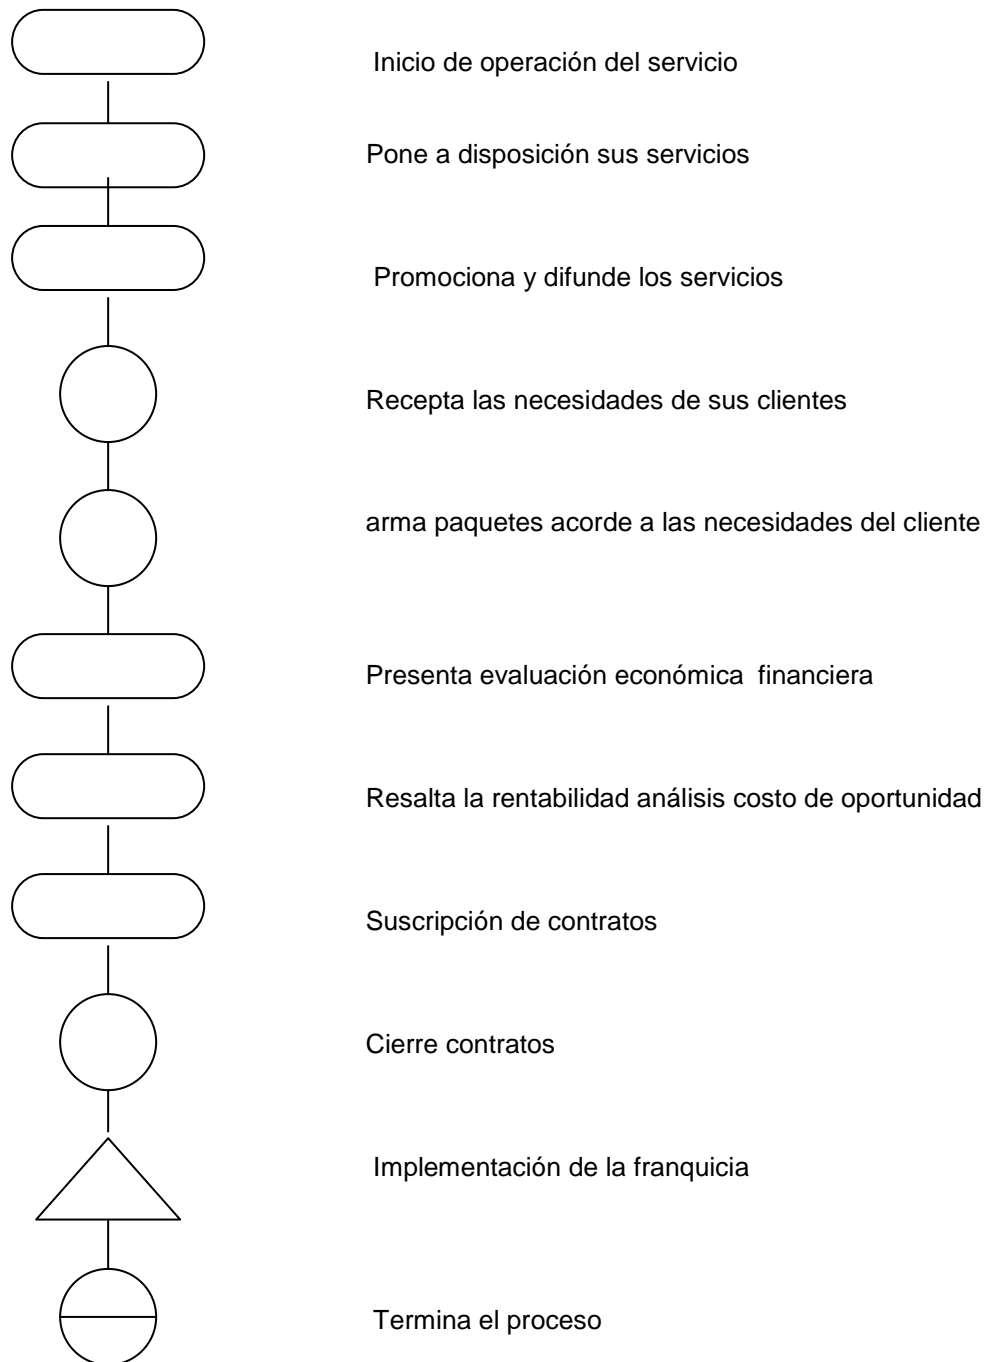 Inicio de operación del servicio
Pone a disposición sus servicios
Promociona y difunde los servicios
Recepta las necesidades de sus clientes
arma paquetes acorde a las necesidades del cliente
Presenta evaluación económica  financiera
Resalta la rentabilidad análisis costo de oportunidad
Suscripción de contratos
Cierre contratos
Implementación de la franquicia
Termina el proceso